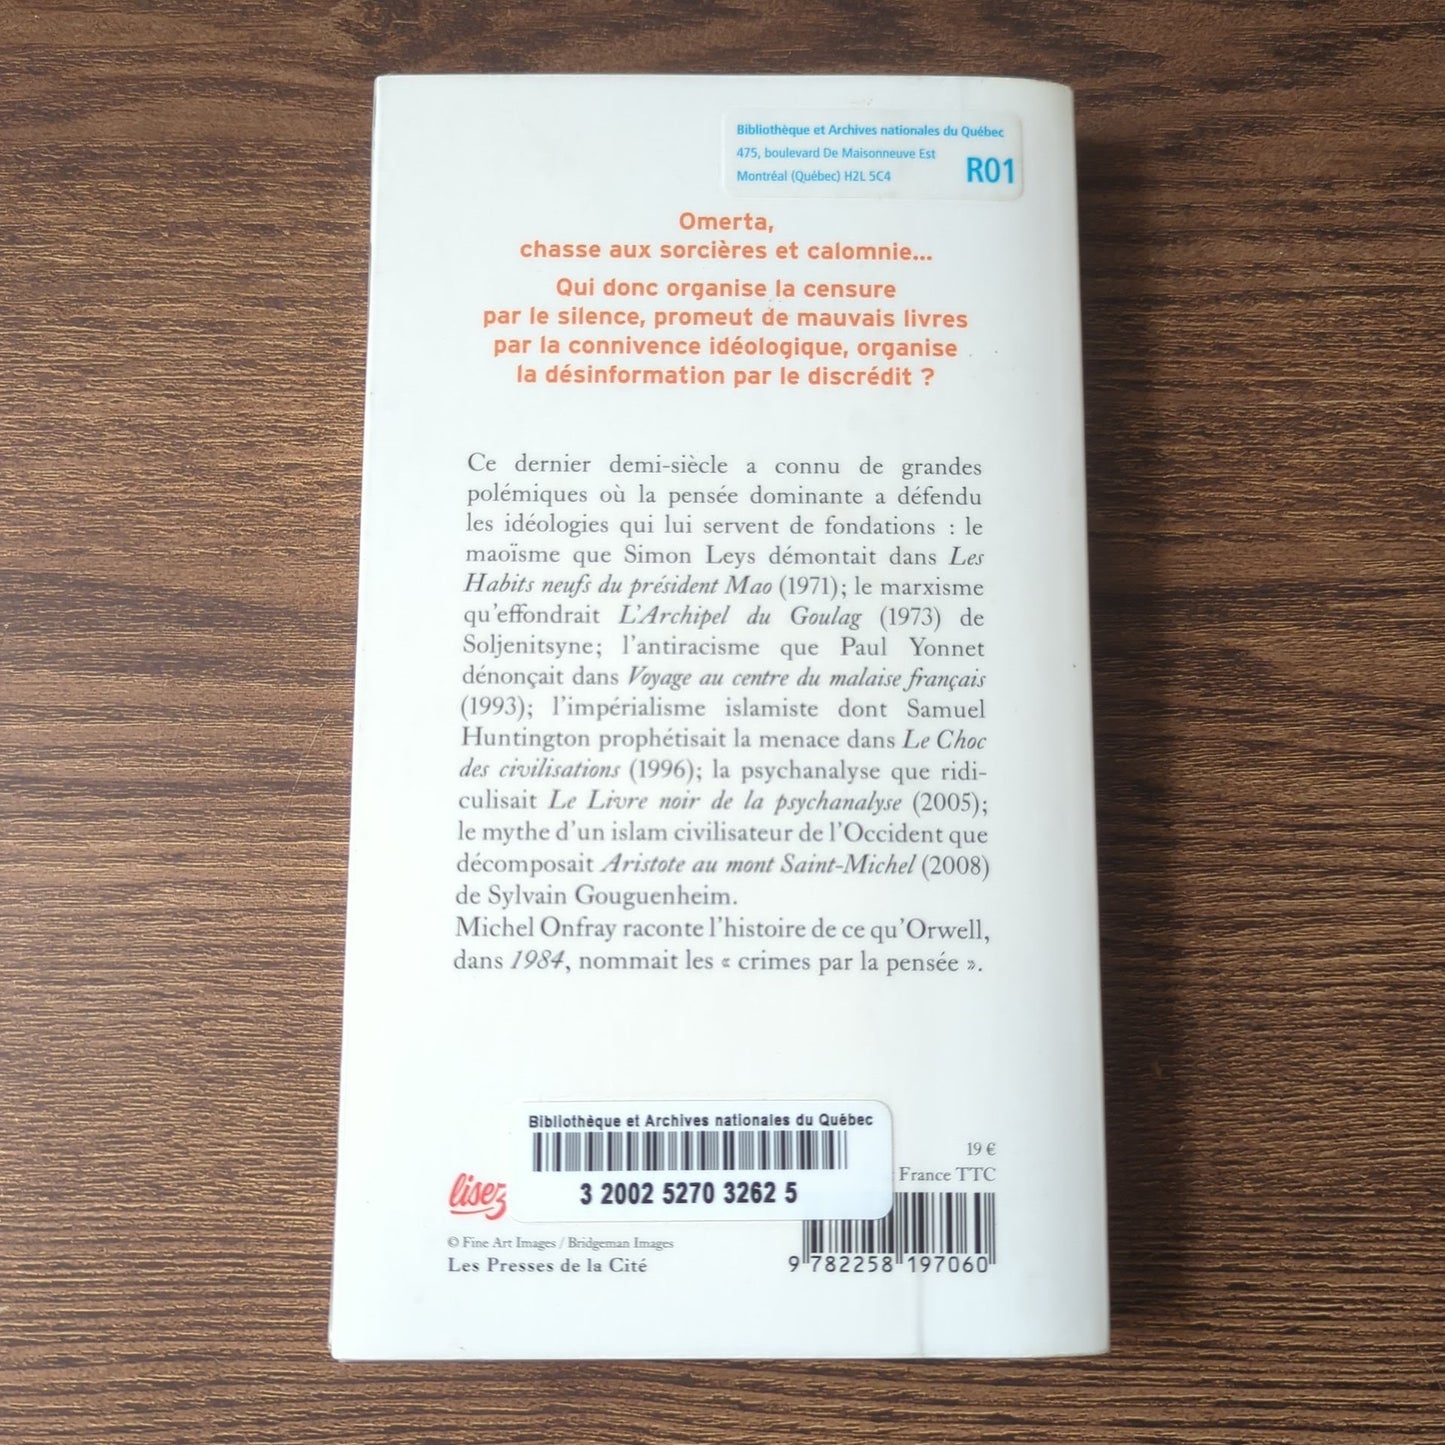 Bibliothèque et Archives nationales du Québec
475, boulevard De Maisonneuve Est
Montréal (Québec) H2L 5C4
R01
Omerta,
chasse aux sorcières et calomnie...
Qui donc organise la censure
par le silence, promeut de mauvais livres
par la connivence idéologique, organise
la désinformation par le discrédit ?
Ce dernier demi-siècle a connu de grandes
polémiques où la pensée dominante a défendu
les idéologies qui lui servent de fondations : le
maoïsme que Simon Leys démontait dans Les
Habits neufs du président Mao (1971); le marxisme
qu'effondrait L'Archipel du Goulag (1973) de
Soljenitsyne; l'antiracisme que Paul Yonnet
dénonçait dans Voyage au centre du malaise français
(1993); l'impérialisme islamiste dont Samuel
Huntington prophétisait la menace dans Le Choc
des civilisations (1996); la psychanalyse que ridi-
culisait Le Livre noir de la psychanalyse (2005);
le mythe d'un islam civilisateur de l'Occident que
décomposait Aristote au mont Saint-Michel (2008)
de Sylvain Gouguenheim.
Michel Onfray raconte l'histoire de ce qu'Orwell,
dans 1984, nommait les « crimes par la pensée ».
Bibliothèque et Archives nationales du Québec
3 2002 5270 3262 5
19 €
France TTC
lisez
© Fine Art Images / Bridgeman Images
Les Presses de la Cité
9 782258 197060